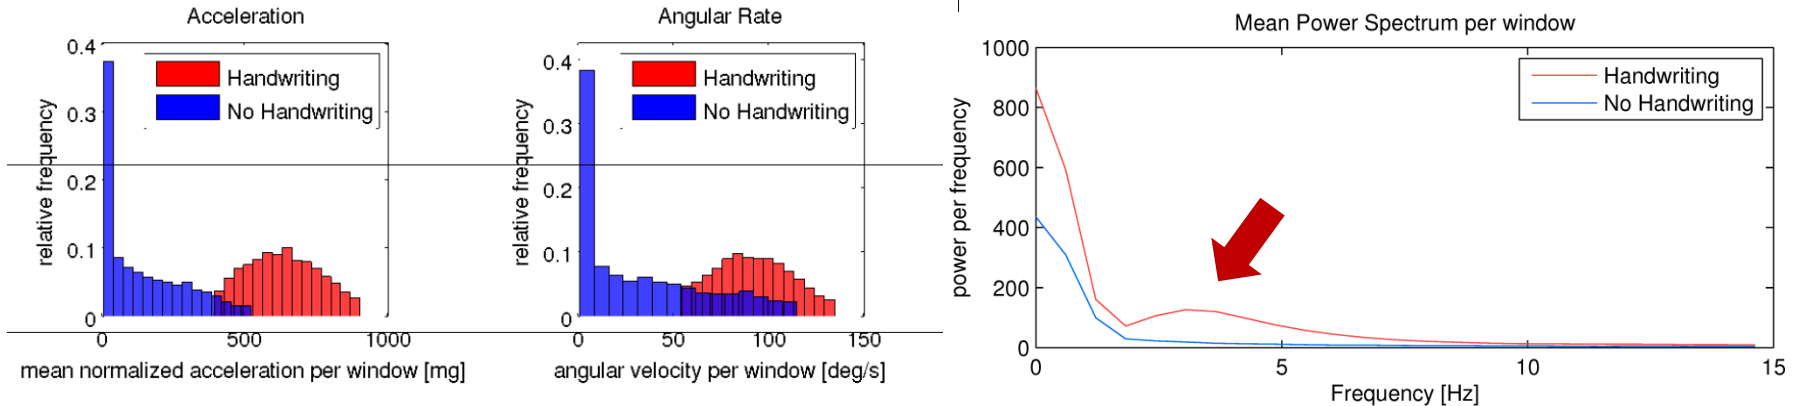 Acceleration
0.4
0.3
0.2
0.1
0
0
500
1000
relative frequency
Handwriting
No Handwriting
mean normalized acceleration per window [mg]
Angular Rate
0.4
0.3
0.2
0.1
0
0
50
100
150
relative frequency
Handwriting
No Handwriting
angular velocity per window [deg/s]
Mean Power Spectrum per window
1000
800
600
400
200
0
0
5
10
15
power per frequency
Handwriting
No Handwriting
Frequency [Hz]